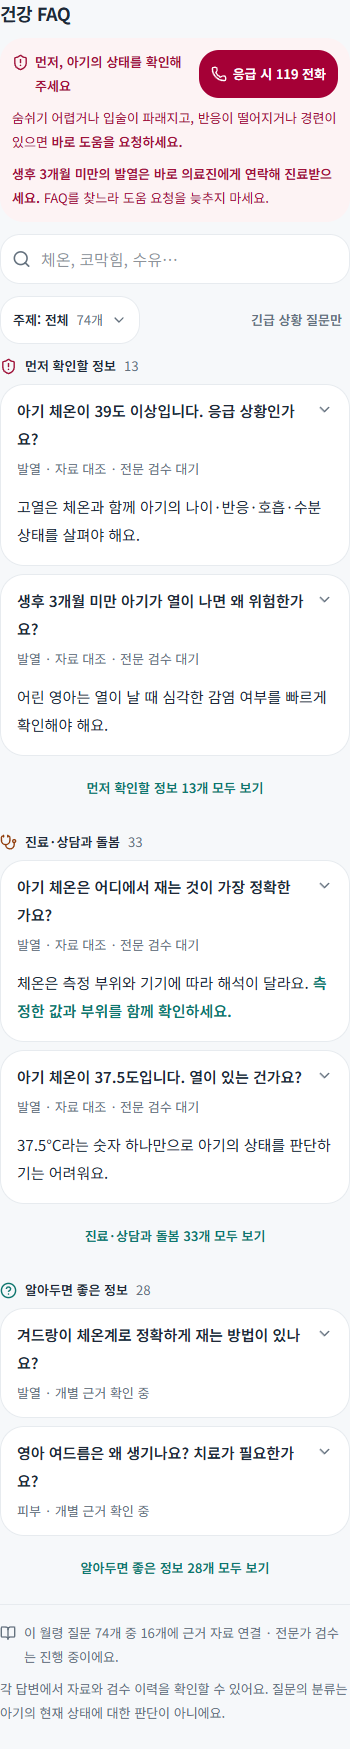 건강 FAQ
먼저, 아기의 상태를 확인해
주세요
응급 시 119 전화
숨쉬기 어렵거나 입술이 파래지고, 반응이 떨어지거나 경련이
있으면 바로 도움을 요청하세요.
생후 3개월 미만의 발열은 바로 의료진에게 연락해 진료받으
세요. FAQ를 찾느라 도움 요청을 늦추지 마세요.
체온, 코막힘, 수유…
주제: 전체 74개
긴급 상황 질문만
먼저 확인할 정보 13
아기 체온이 39도 이상입니다. 응급 상황인가
요?
발열 · 자료 대조 · 전문 검수 대기
고열은 체온과 함께 아기의 나이·반응·호흡·수분
상태를 살펴야 해요.
생후 3개월 미만 아기가 열이 나면 왜 위험한가
요?
발열 · 자료 대조 · 전문 검수 대기
어린 영아는 열이 날 때 심각한 감염 여부를 빠르게
확인해야 해요.
먼저 확인할 정보 13개 모두 보기
진료·상담과 돌봄 33
아기 체온은 어디에서 재는 것이 가장 정확한
가요?
발열 · 자료 대조 · 전문 검수 대기
체온은 측정 부위와 기기에 따라 해석이 달라요. 측
정한 값과 부위를 함께 확인하세요.
아기 체온이 37.5도입니다. 열이 있는 건가요?
발열 · 자료 대조 · 전문 검수 대기
37.5°C라는 숫자 하나만으로 아기의 상태를 판단하
기는 어려워요.
진료·상담과 돌봄 33개 모두 보기
알아두면 좋은 정보 28
겨드랑이 체온계로 정확하게 재는 방법이 있나
요?
발열 · 개별 근거 확인 중
영아 여드름은 왜 생기나요? 치료가 필요한가
요?
피부 · 개별 근거 확인 중
알아두면 좋은 정보 28개 모두 보기
이 월령 질문 74개 중 16개에 근거 자료 연결 · 전문가 검수
는 진행 중이에요.
각 답변에서 자료와 검수 이력을 확인할 수 있어요. 질문의 분류는
아기의 현재 상태에 대한 판단이 아니에요.